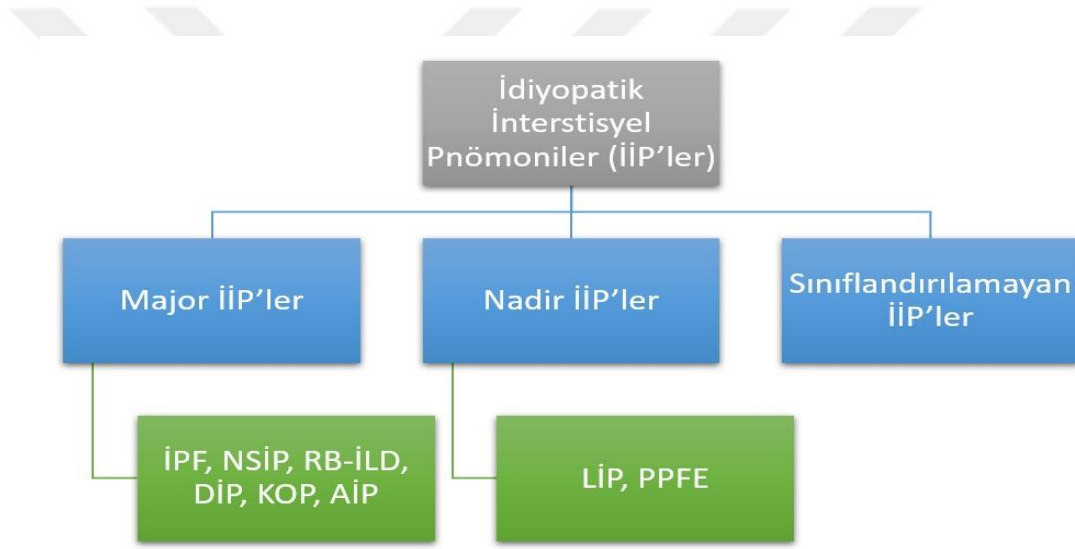 İdiyopatik
İnterstisyel
Pnömoniler (İİP'ler)
Major İİP'ler
Nadir İİP'ler
Sınıflandırılamayan
İİP'ler
İPF, NSİP, RB-İLD,
DİP, KOP, AİP
LİP, PPFE